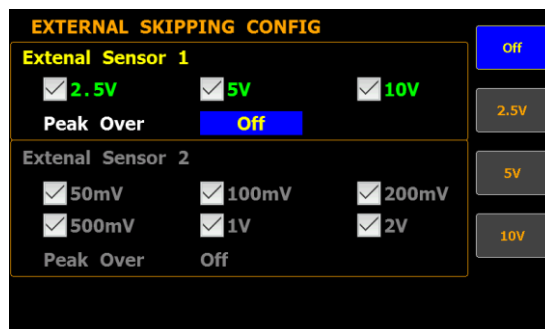 EXTERNAL SKIPPING CONFIG
Extenal Sensor 1
2.5V 5V 10V
Peak Over Off
Extenal Sensor 2
50mV 100mV 200mV
500mV 1V 2V
Peak Over Off
Off
2.5V
5V
10V